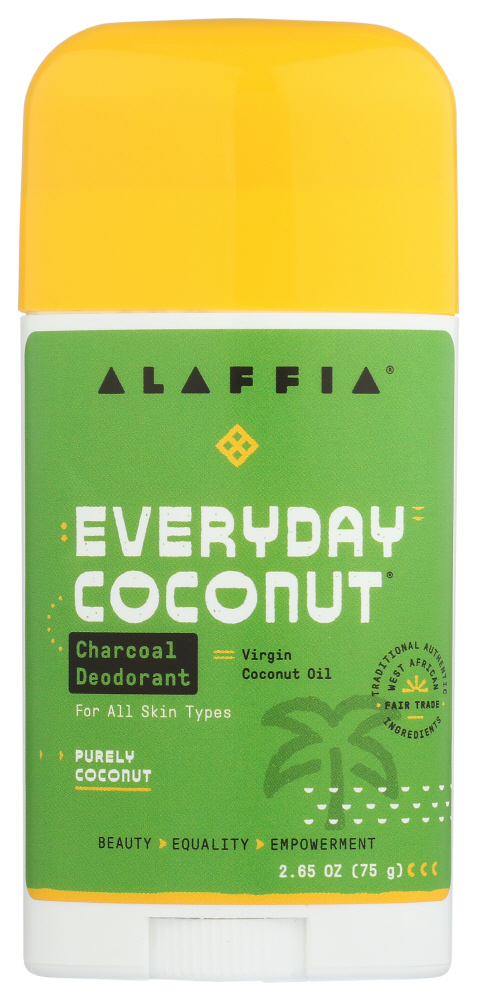 ALAFFIA®
EVERYDAY
COCONUT®
Charcoal
Deodorant
Virgin
Coconut Oil
For All Skin Types
TRADITIONAL AUTHENTIC
WEST AFRICAN
FAIR TRADE
INGREDIENTS
PURELY
COCONUT
BEAUTY EQUALITY EMPOWERMENT
2.65 OZ (75 g)